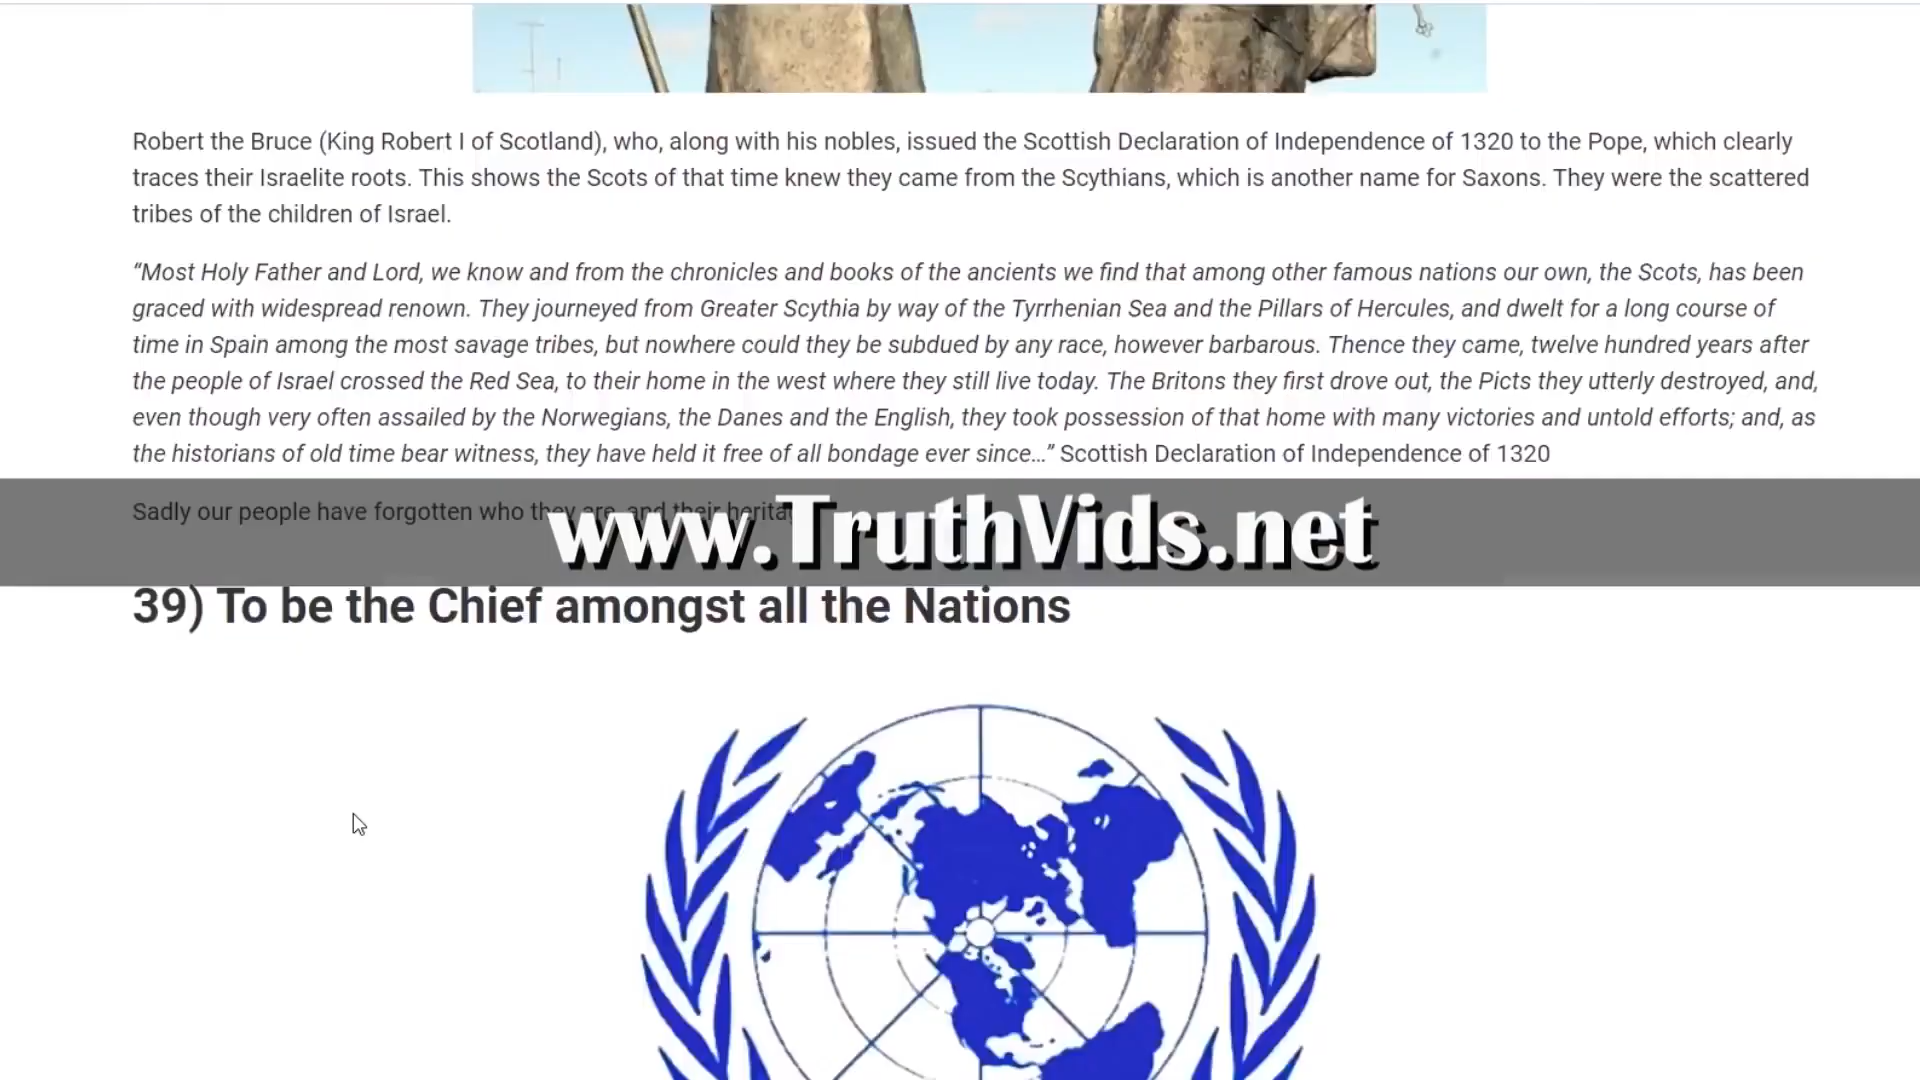 Robert the Bruce (King Robert I of Scotland), who, along with his nobles, issued the Scottish Declaration of Independence of 1320 to the Pope, which clearly
traces their Israelite roots. This shows the Scots of that time knew they came from the Scythians, which is another name for Saxons. They were the scattered
tribes of the children of Israel.
“Most Holy Father and Lord, we know and from the chronicles and books of the ancients we find that among other famous nations our own, the Scots, has been
graced with widespread renown. They journeyed from Greater Scythia by way of the Tyrrhenian Sea and the Pillars of Hercules, and dwelt for a long course of
time in Spain among the most savage tribes, but nowhere could they be subdued by any race, however barbarous. Thence they came, twelve hundred years after
the people of Israel crossed the Red Sea, to their home in the west where they still live today. The Britons they first drove out, the Picts they utterly destroyed, and,
even though very often assailed by the Norwegians, the Danes and the English, they took possession of that home with many victories and untold efforts; and, as
the historians of old time bear witness, they have held it free of all bondage ever since…” Scottish Declaration of Independence of 1320
Sadly our people have forgotten who they are and their
www.TruthVids.net
39) To be the Chief amongst all the Nations